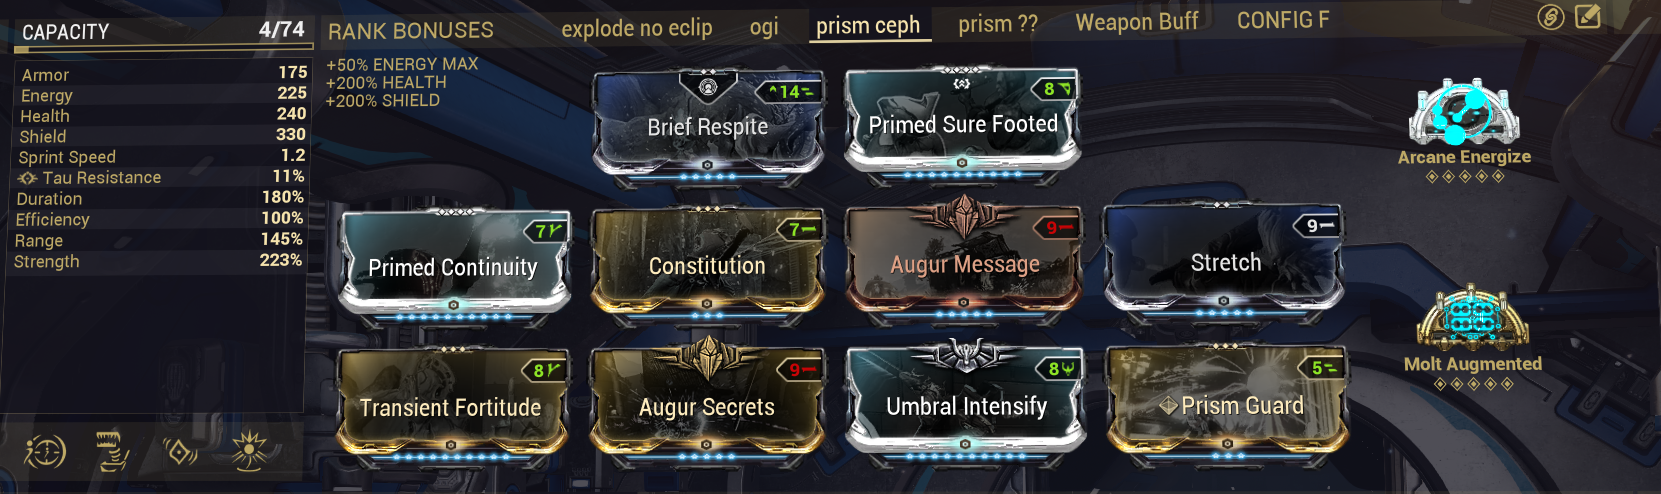 CAPACITY 4/74
Armor 175
Energy 225
Health 240
Shield 330
Sprint Speed 1.2
Tau Resistance 11%
Duration 180%
Efficiency 100%
Range 145%
Strength 223%
RANK BONUSES
+50% ENERGY MAX
+200% HEALTH
+200% SHIELD
explode no eclip ogi prism ceph prism ?? Weapon Buff CONFIG F
14
Brief Respite
8
Primed Sure Footed
Arcane Energize
7
Primed Continuity
7
Constitution
9
Augur Message
9
Stretch
Molt Augmented
8
Transient Fortitude
9
Augur Secrets
8
Umbral Intensify
5
Prism Guard